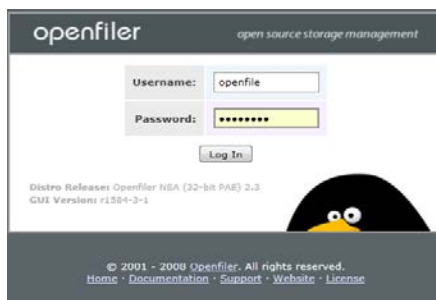 openfiler
open source storage management
Username: openfile
Password: ••••••••
Log In
Distro Release: Openfiler NSA (32-bit PAE) 2.3
GUI Version: r1584-3-1
© 2001 - 2008 Openfiler. All rights reserved.
Home · Documentation · Support · Website · License